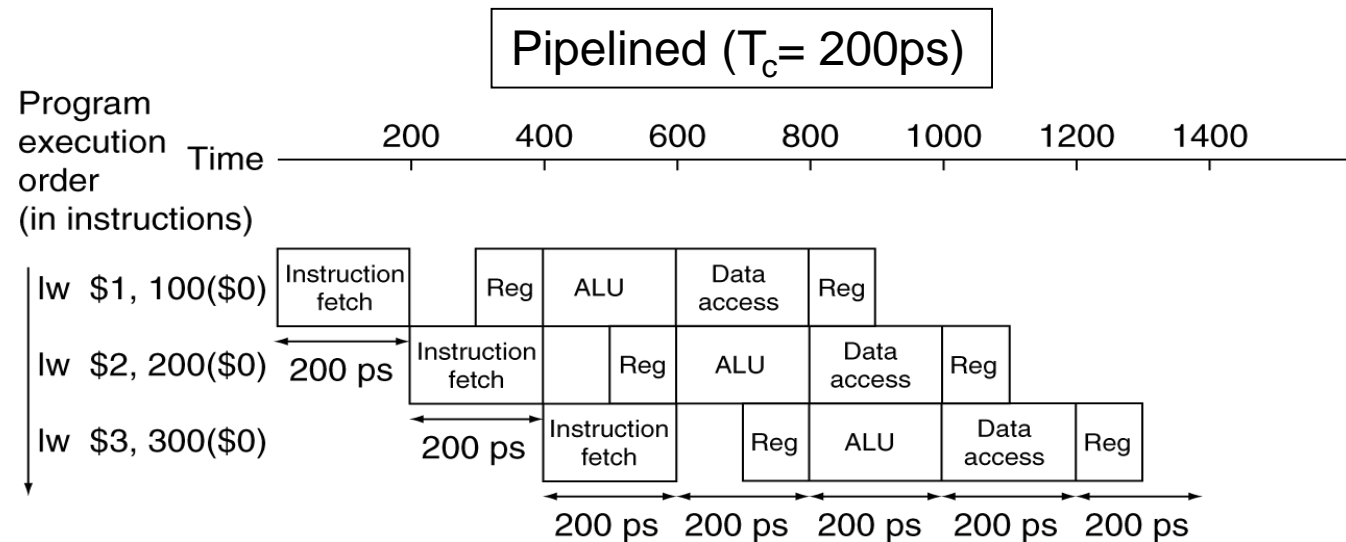 Pipelined (Tc= 200ps)
Program
execution
order
(in instructions)
Time
200 400 600 800 1000 1200 1400
lw $1, 100($0)
Instruction
fetch
Reg
ALU
Data
access
Reg
lw $2, 200($0)
200 ps
Instruction
fetch
Reg
ALU
Data
access
Reg
lw $3, 300($0)
200 ps
Instruction
fetch
Reg
ALU
Data
access
Reg
200 ps 200 ps 200 ps 200 ps 200 ps